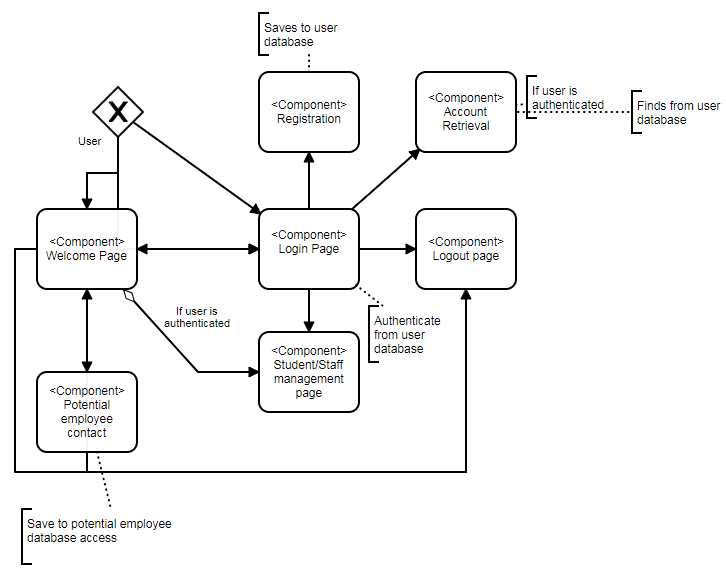 Saves to user
database
<Component>
Registration
<Component>
Account
Retrieval
If user is
authenticated
Finds from user
database
X
User
<Component>
Welcome Page
<Component>
Login Page
<Component>
Logout page
If user is
authenticated
Authenticate
from user
database
<Component>
Student/Staff
management
page
<Component>
Potential
employee
contact
Save to potential employee
database access